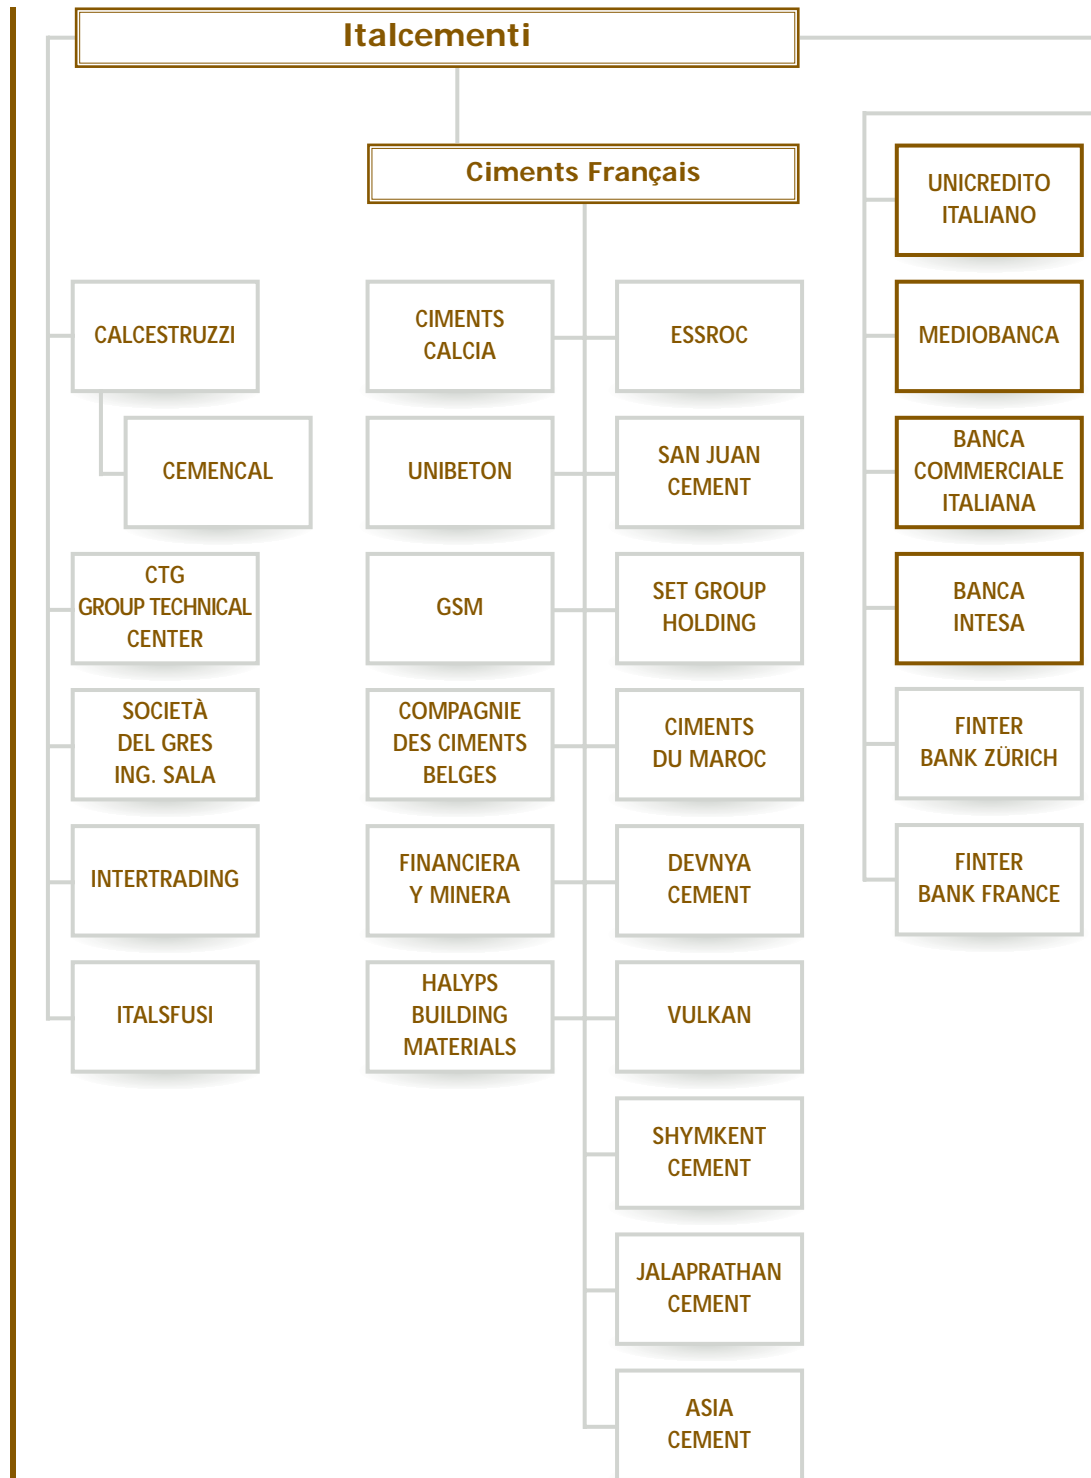 Italcementi
Ciments Français
CALCESTRUZZI
CEMENCAL
CTG
GROUP TECHNICAL
CENTER
SOCIETÀ
DEL GRES
ING. SALA
INTERTRADING
ITALSFUSI
CIMENTS
CALCIA
UNIBETON
GSM
COMPAGNIE
DES CIMENTS
BELGES
FINANCIERA
Y MINERA
HALYPS
BUILDING
MATERIALS
ESSROC
SAN JUAN
CEMENT
SET GROUP
HOLDING
CIMENTS
DU MAROC
DEVNYA
CEMENT
VULKAN
SHYMKENT
CEMENT
JALAPRATHAN
CEMENT
ASIA
CEMENT
UNICREDITO
ITALIANO
MEDIOBANCA
BANCA
COMMERCIALE
ITALIANA
BANCA
INTESA
FINTER
BANK ZÜRICH
FINTER
BANK FRANCE